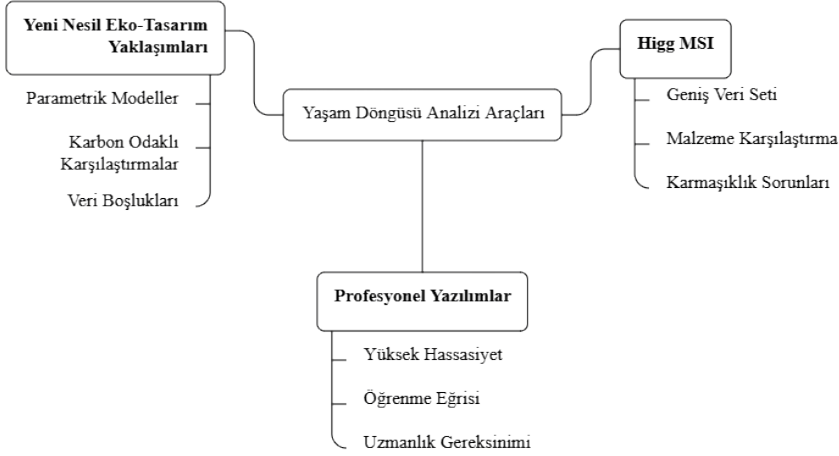 Yeni Nesil Eko-Tasarım
Yaklaşımları
Parametrik Modeller
Karbon Odaklı
Karşılaştırmalar
Veri Boşlukları
Yaşam Döngüsü Analizi Araçları
Higg MSI
Geniş Veri Seti
Malzeme Karşılaştırma
Karmaşıklık Sorunları
Profesyonel Yazılımlar
Yüksek Hassasiyet
Öğrenme Eğrisi
Uzmanlık Gereksinimi